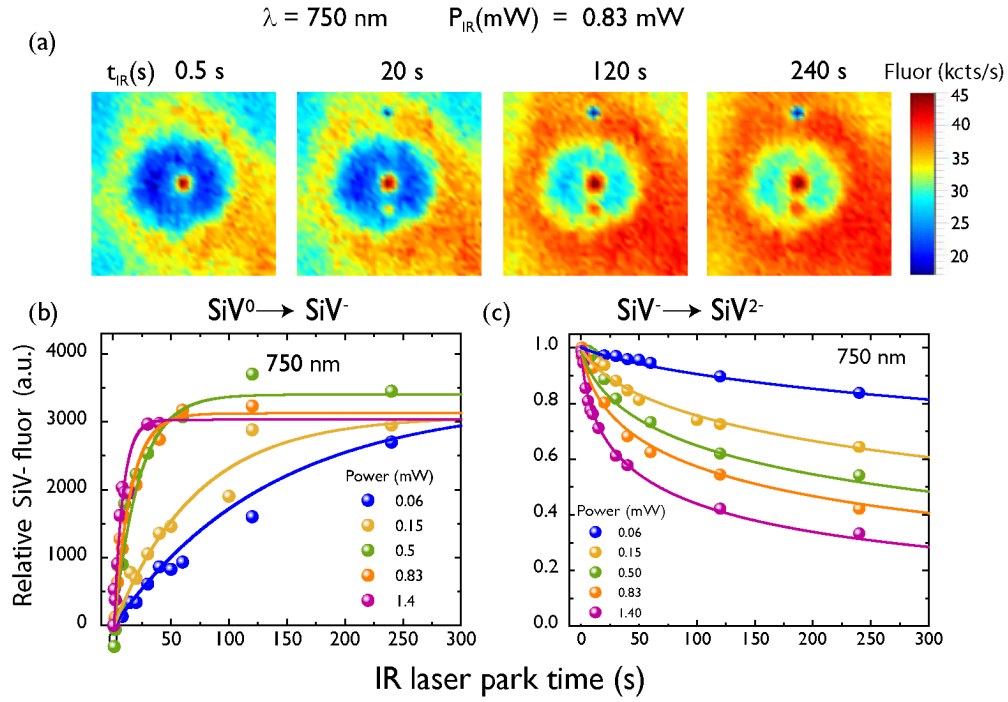 λ = 750 nm P_IR(mW) = 0.83 mW
(a)
t_IR(s) 0.5 s 20 s 120 s 240 s Fluor (kcts/s)
45
40
35
30
25
20
(b) SiV⁰ → SiV⁻
750 nm
Relative SiV- fluor (a.u.)
4000
3000
2000
1000
0
Power (mW)
0.06
0.15
0.5
0.83
1.4
0 50 100 150 200 250 300
(c) SiV⁻ → SiV²⁻
750 nm
1.0
0.8
0.6
0.4
0.2
0.0
Power (mW)
0.06
0.15
0.50
0.83
1.40
0 50 100 150 200 250 300
IR laser park time (s)